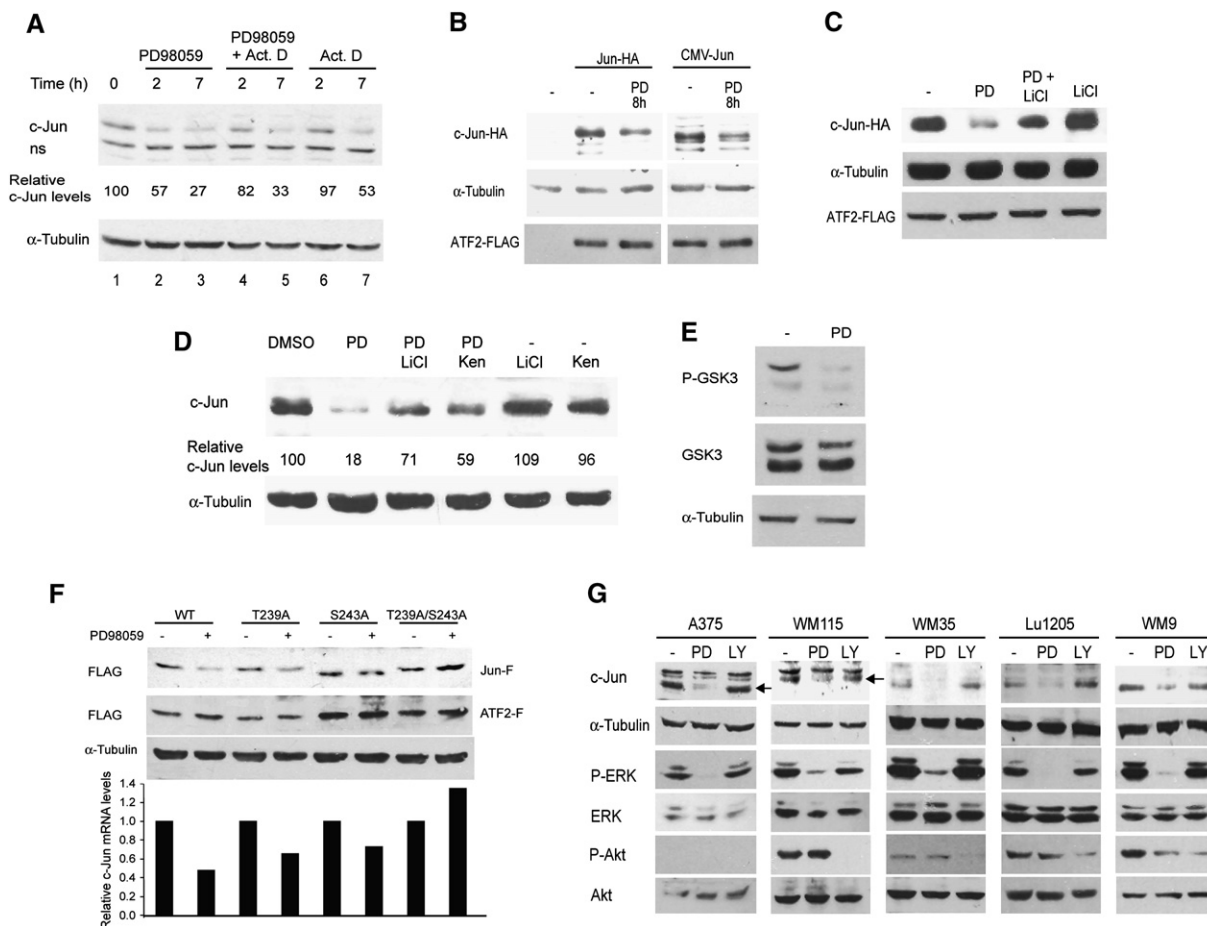 A
PD98059
PD98059
+ Act. D
Act. D
Time (h) 0 2 7 2 7 2 7
c-Jun
ns
Relative
c-Jun levels
100 57 27 82 33 97 53
α-Tubulin
1 2 3 4 5 6 7
B
Jun-HA CMV-Jun
- - PD
8h
- PD
8h
c-Jun-HA
α-Tubulin
ATF2-FLAG
C
- PD PD +
LiCl
LiCl
c-Jun-HA
α-Tubulin
ATF2-FLAG
D
DMSO PD PD PD - -
LiCl Ken LiCl Ken
c-Jun
Relative
c-Jun levels
100 18 71 59 109 96
α-Tubulin
E
- PD
P-GSK3
GSK3
α-Tubulin
F
WT T239A S243A T239A/S243A
PD98059 - + - + - + - +
FLAG Jun-F
FLAG ATF2-F
α-Tubulin
Relative c-Jun mRNA levels
1.4
1.2
1.0
0.8
0.6
0.4
0.2
0.0
G
A375 WM115 WM35 Lu1205 WM9
- PD LY - PD LY - PD LY - PD LY - PD LY
c-Jun
α-Tubulin
P-ERK
ERK
P-Akt
Akt